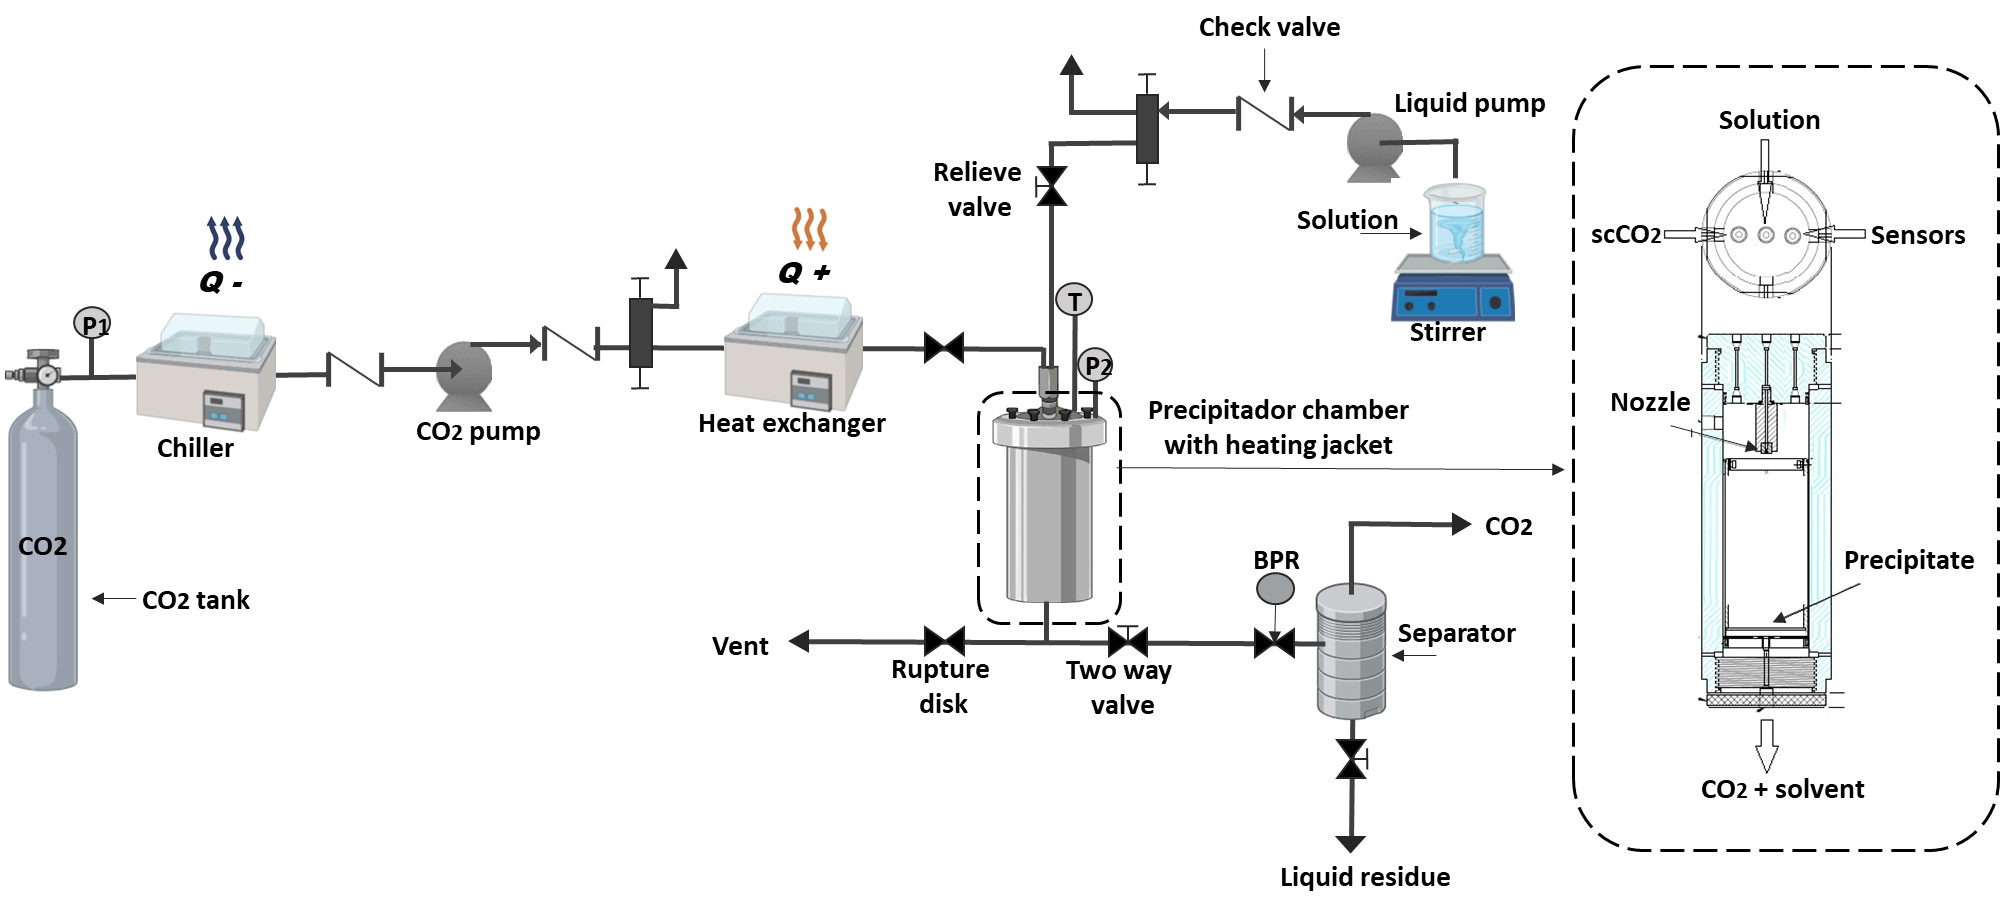 Check valve
Liquid pump
Relieve
valve
Solution
Stirrer
Q -
Q +
P1
T
P2
Chiller
CO2 pump
Heat exchanger
Precipitador chamber
with heating jacket
CO2
CO2 tank
Vent
Rupture
disk
Two way
valve
BPR
CO2
Separator
Liquid residue
Solution
scCO2
Sensors
Nozzle
Precipitate
CO2 + solvent